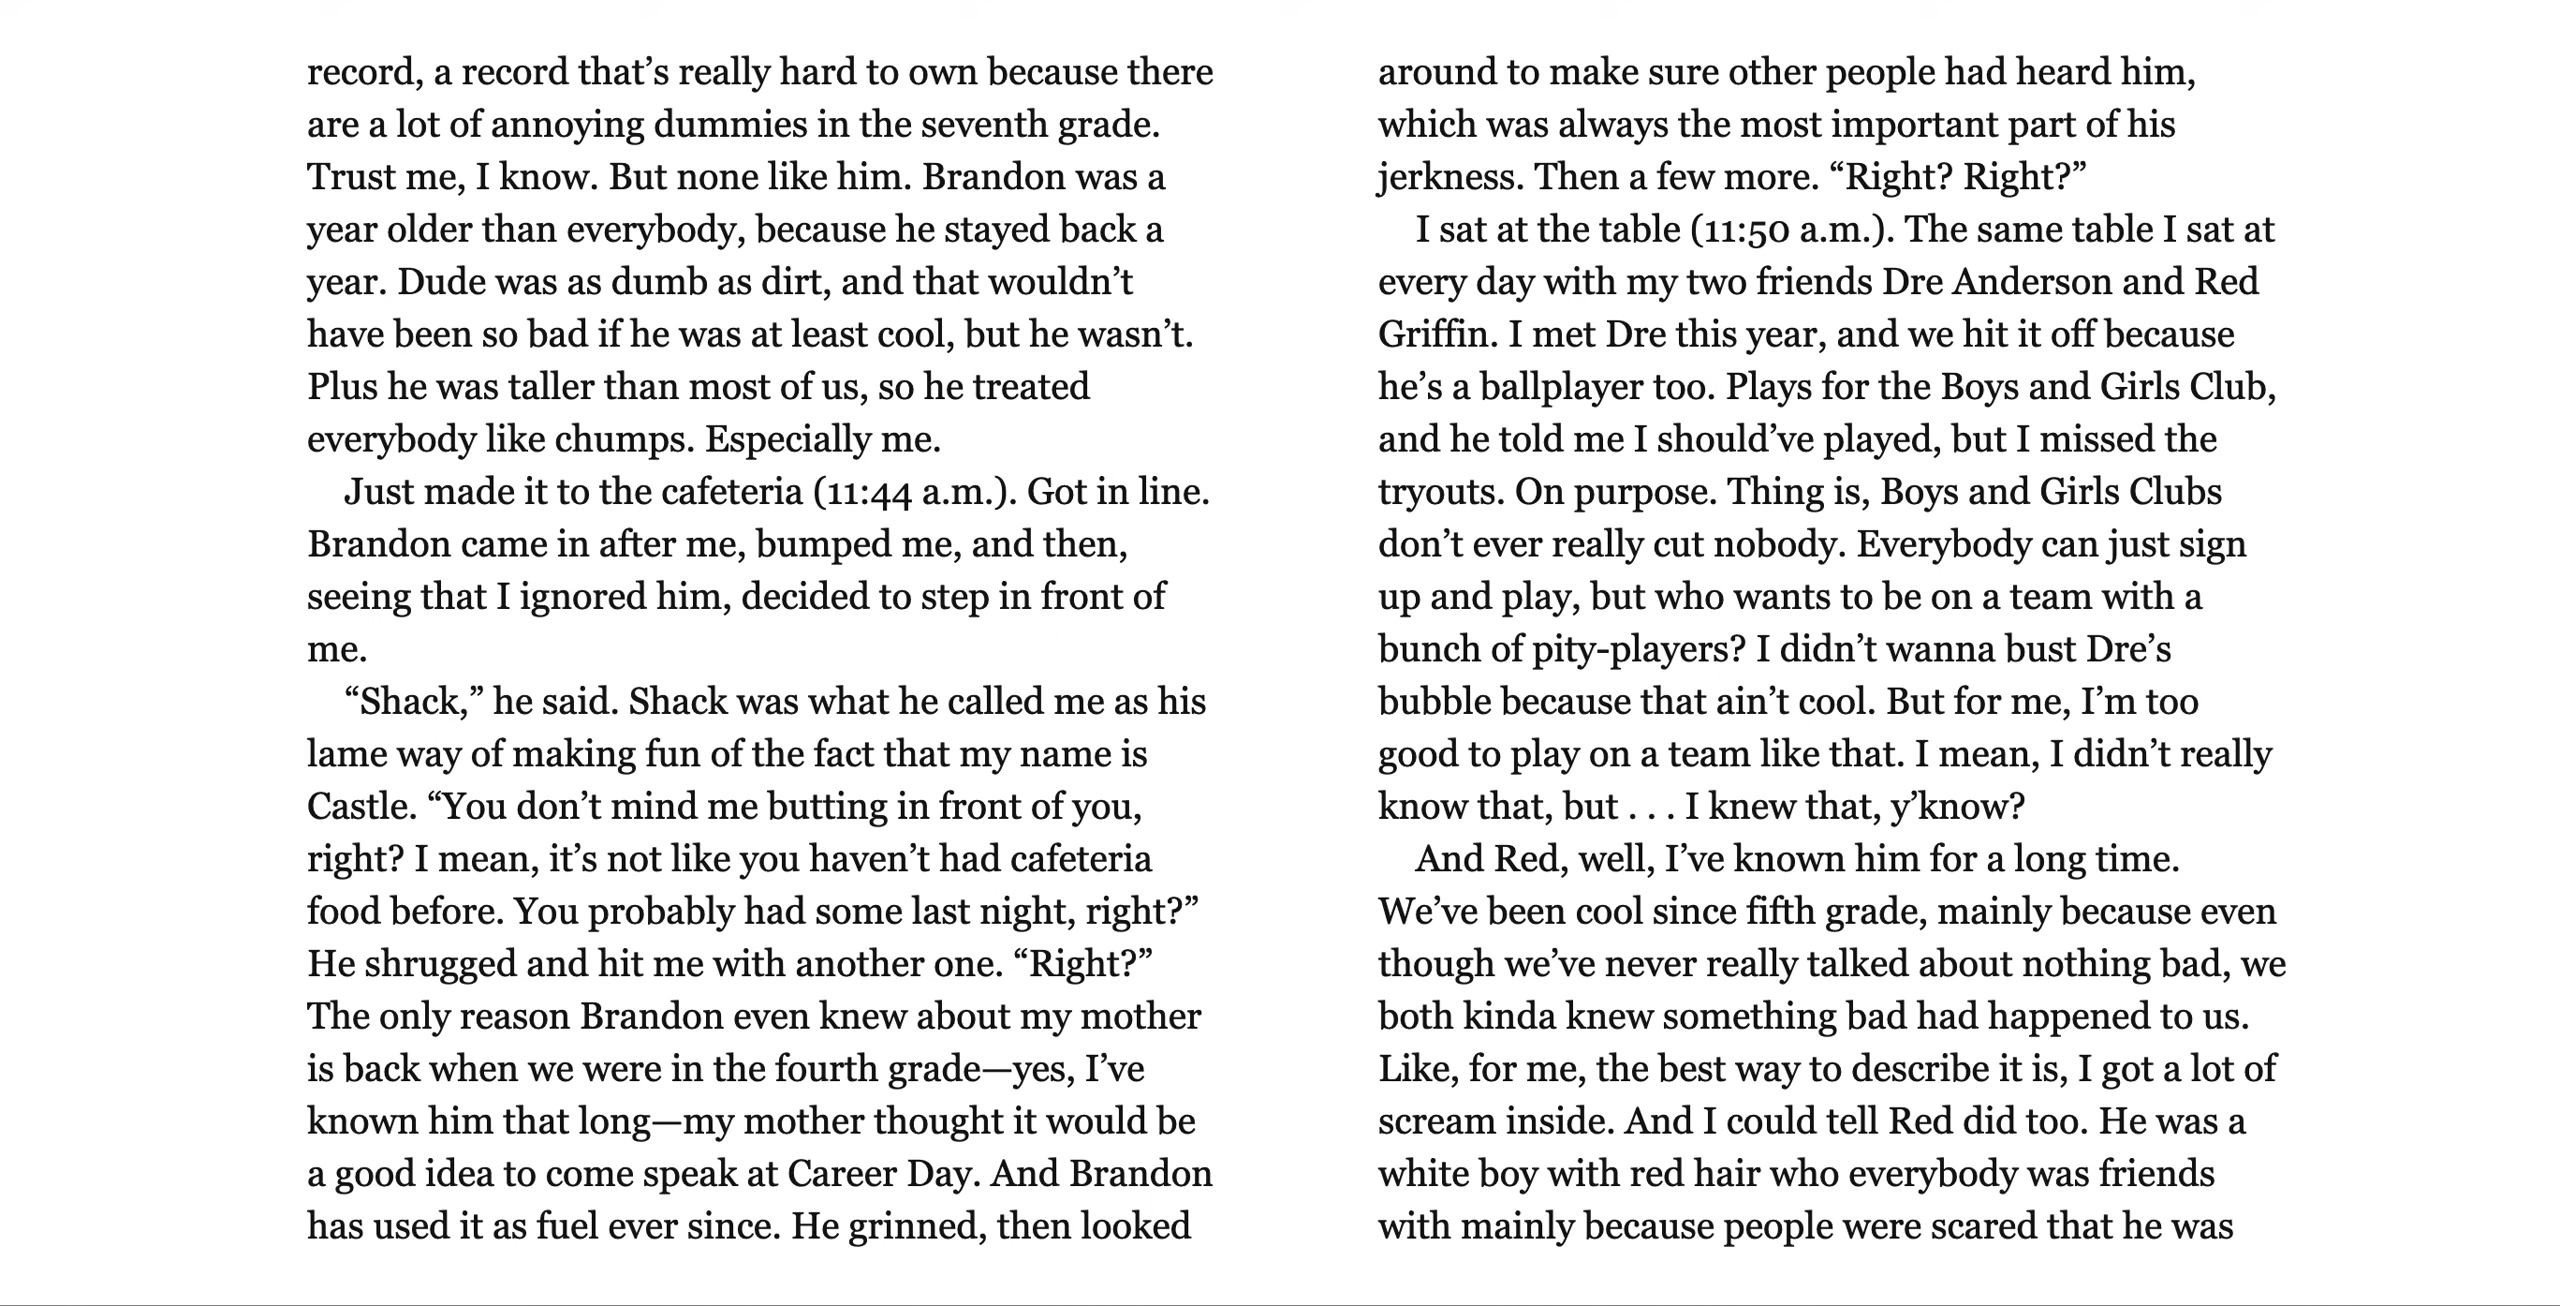 record, a record that’s really hard to own because there
are a lot of annoying dummies in the seventh grade.
Trust me, I know. But none like him. Brandon was a
year older than everybody, because he stayed back a
year. Dude was as dumb as dirt, and that wouldn’t
have been so bad if he was at least cool, but he wasn’t.
Plus he was taller than most of us, so he treated
everybody like chumps. Especially me.
Just made it to the cafeteria (11:44 a.m.). Got in line.
Brandon came in after me, bumped me, and then,
seeing that I ignored him, decided to step in front of
me.
“Shack,” he said. Shack was what he called me as his
lame way of making fun of the fact that my name is
Castle. “You don’t mind me butting in front of you,
right? I mean, it’s not like you haven’t had cafeteria
food before. You probably had some last night, right?”
He shrugged and hit me with another one. “Right?”
The only reason Brandon even knew about my mother
is back when we were in the fourth grade—yes, I’ve
known him that long—my mother thought it would be
a good idea to come speak at Career Day. And Brandon
has used it as fuel ever since. He grinned, then looked
around to make sure other people had heard him,
which was always the most important part of his
jerkness. Then a few more. “Right? Right?”
I sat at the table (11:50 a.m.). The same table I sat at
every day with my two friends Dre Anderson and Red
Griffin. I met Dre this year, and we hit it off because
he’s a ballplayer too. Plays for the Boys and Girls Club,
and he told me I should’ve played, but I missed the
tryouts. On purpose. Thing is, Boys and Girls Clubs
don’t ever really cut nobody. Everybody can just sign
up and play, but who wants to be on a team with a
bunch of pity-players? I didn’t wanna bust Dre’s
bubble because that ain’t cool. But for me, I’m too
good to play on a team like that. I mean, I didn’t really
know that, but . . . I knew that, y’know?
And Red, well, I’ve known him for a long time.
We’ve been cool since fifth grade, mainly because even
though we’ve never really talked about nothing bad, we
both kinda knew something bad had happened to us.
Like, for me, the best way to describe it is, I got a lot of
scream inside. And I could tell Red did too. He was a
white boy with red hair who everybody was friends
with mainly because people were scared that he was